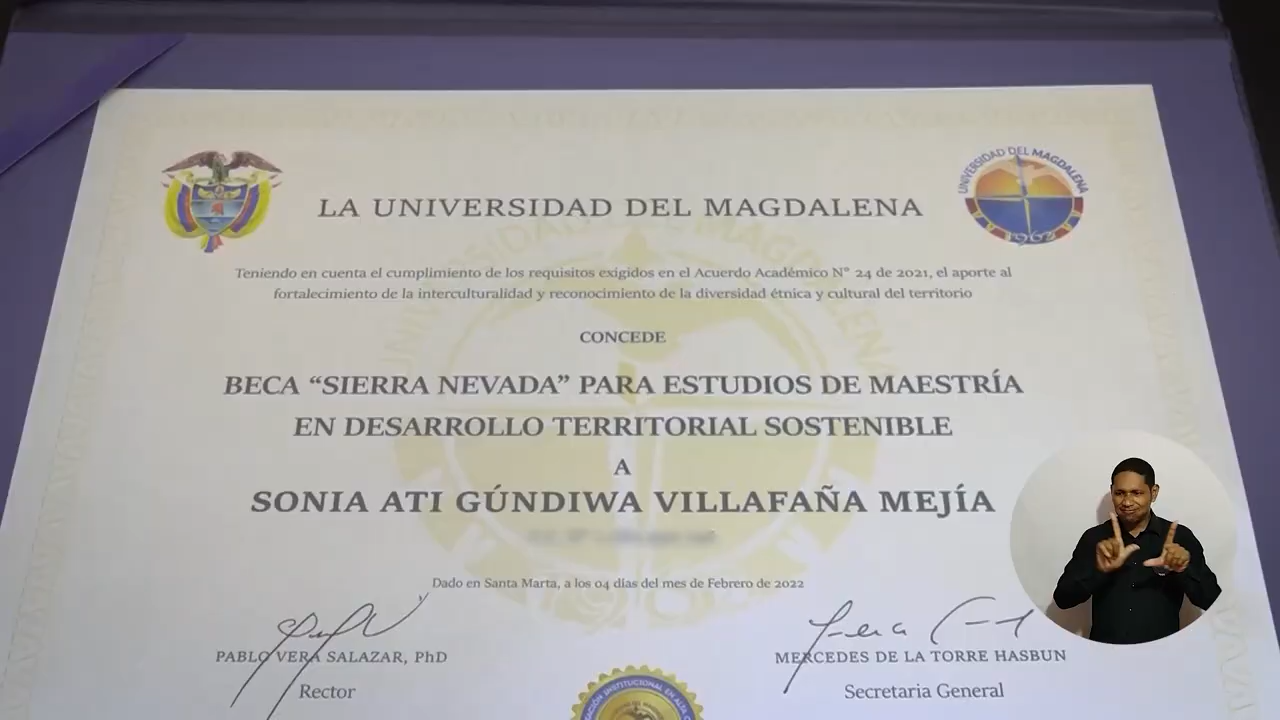 LA UNIVERSIDAD DEL MAGDALENA
UNIVERSIDAD DEL MAGDALENA
1962
Teniendo en cuenta el cumplimiento de los requisitos exigidos en el Acuerdo Académico N° 24 de 2021, el aporte al
fortalecimiento de la interculturalidad y reconocimiento de la diversidad étnica y cultural del territorio
CONCEDE
BECA “SIERRA NEVADA” PARA ESTUDIOS DE MAESTRÍA
EN DESARROLLO TERRITORIAL SOSTENIBLE
A
SONIA ATI GÚNDIWA VILLAFAÑA MEJÍA
Dado en Santa Marta, a los 04 días del mes de Febrero de 2022
PABLO VERA SALAZAR, PhD
Rector
MERCEDES DE LA TORRE HASBUN
Secretaria General
INSTITUCIONAL EN ALTA